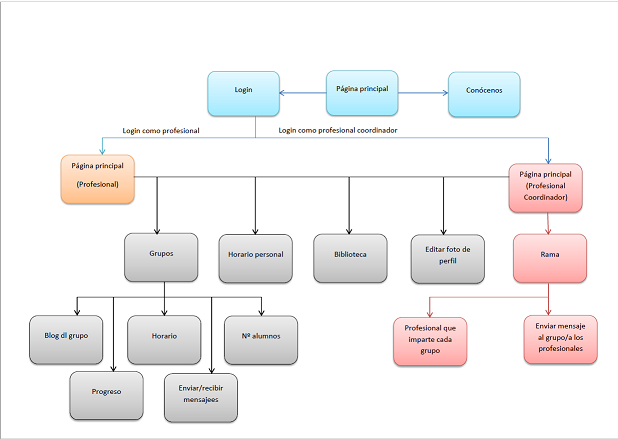 Login
Página principal
Conócenos
Login como profesional
Login como profesional coordinador
Página principal
(Profesional)
Página principal
(Profesional
Coordinador)
Grupos
Horario personal
Biblioteca
Editar foto de
perfil
Rama
Blog dl grupo
Horario
Nº alumnos
Profesional que
imparte cada
grupo
Enviar mensaje
al grupo/a los
profesionales
Progreso
Enviar/recibir
mensajees